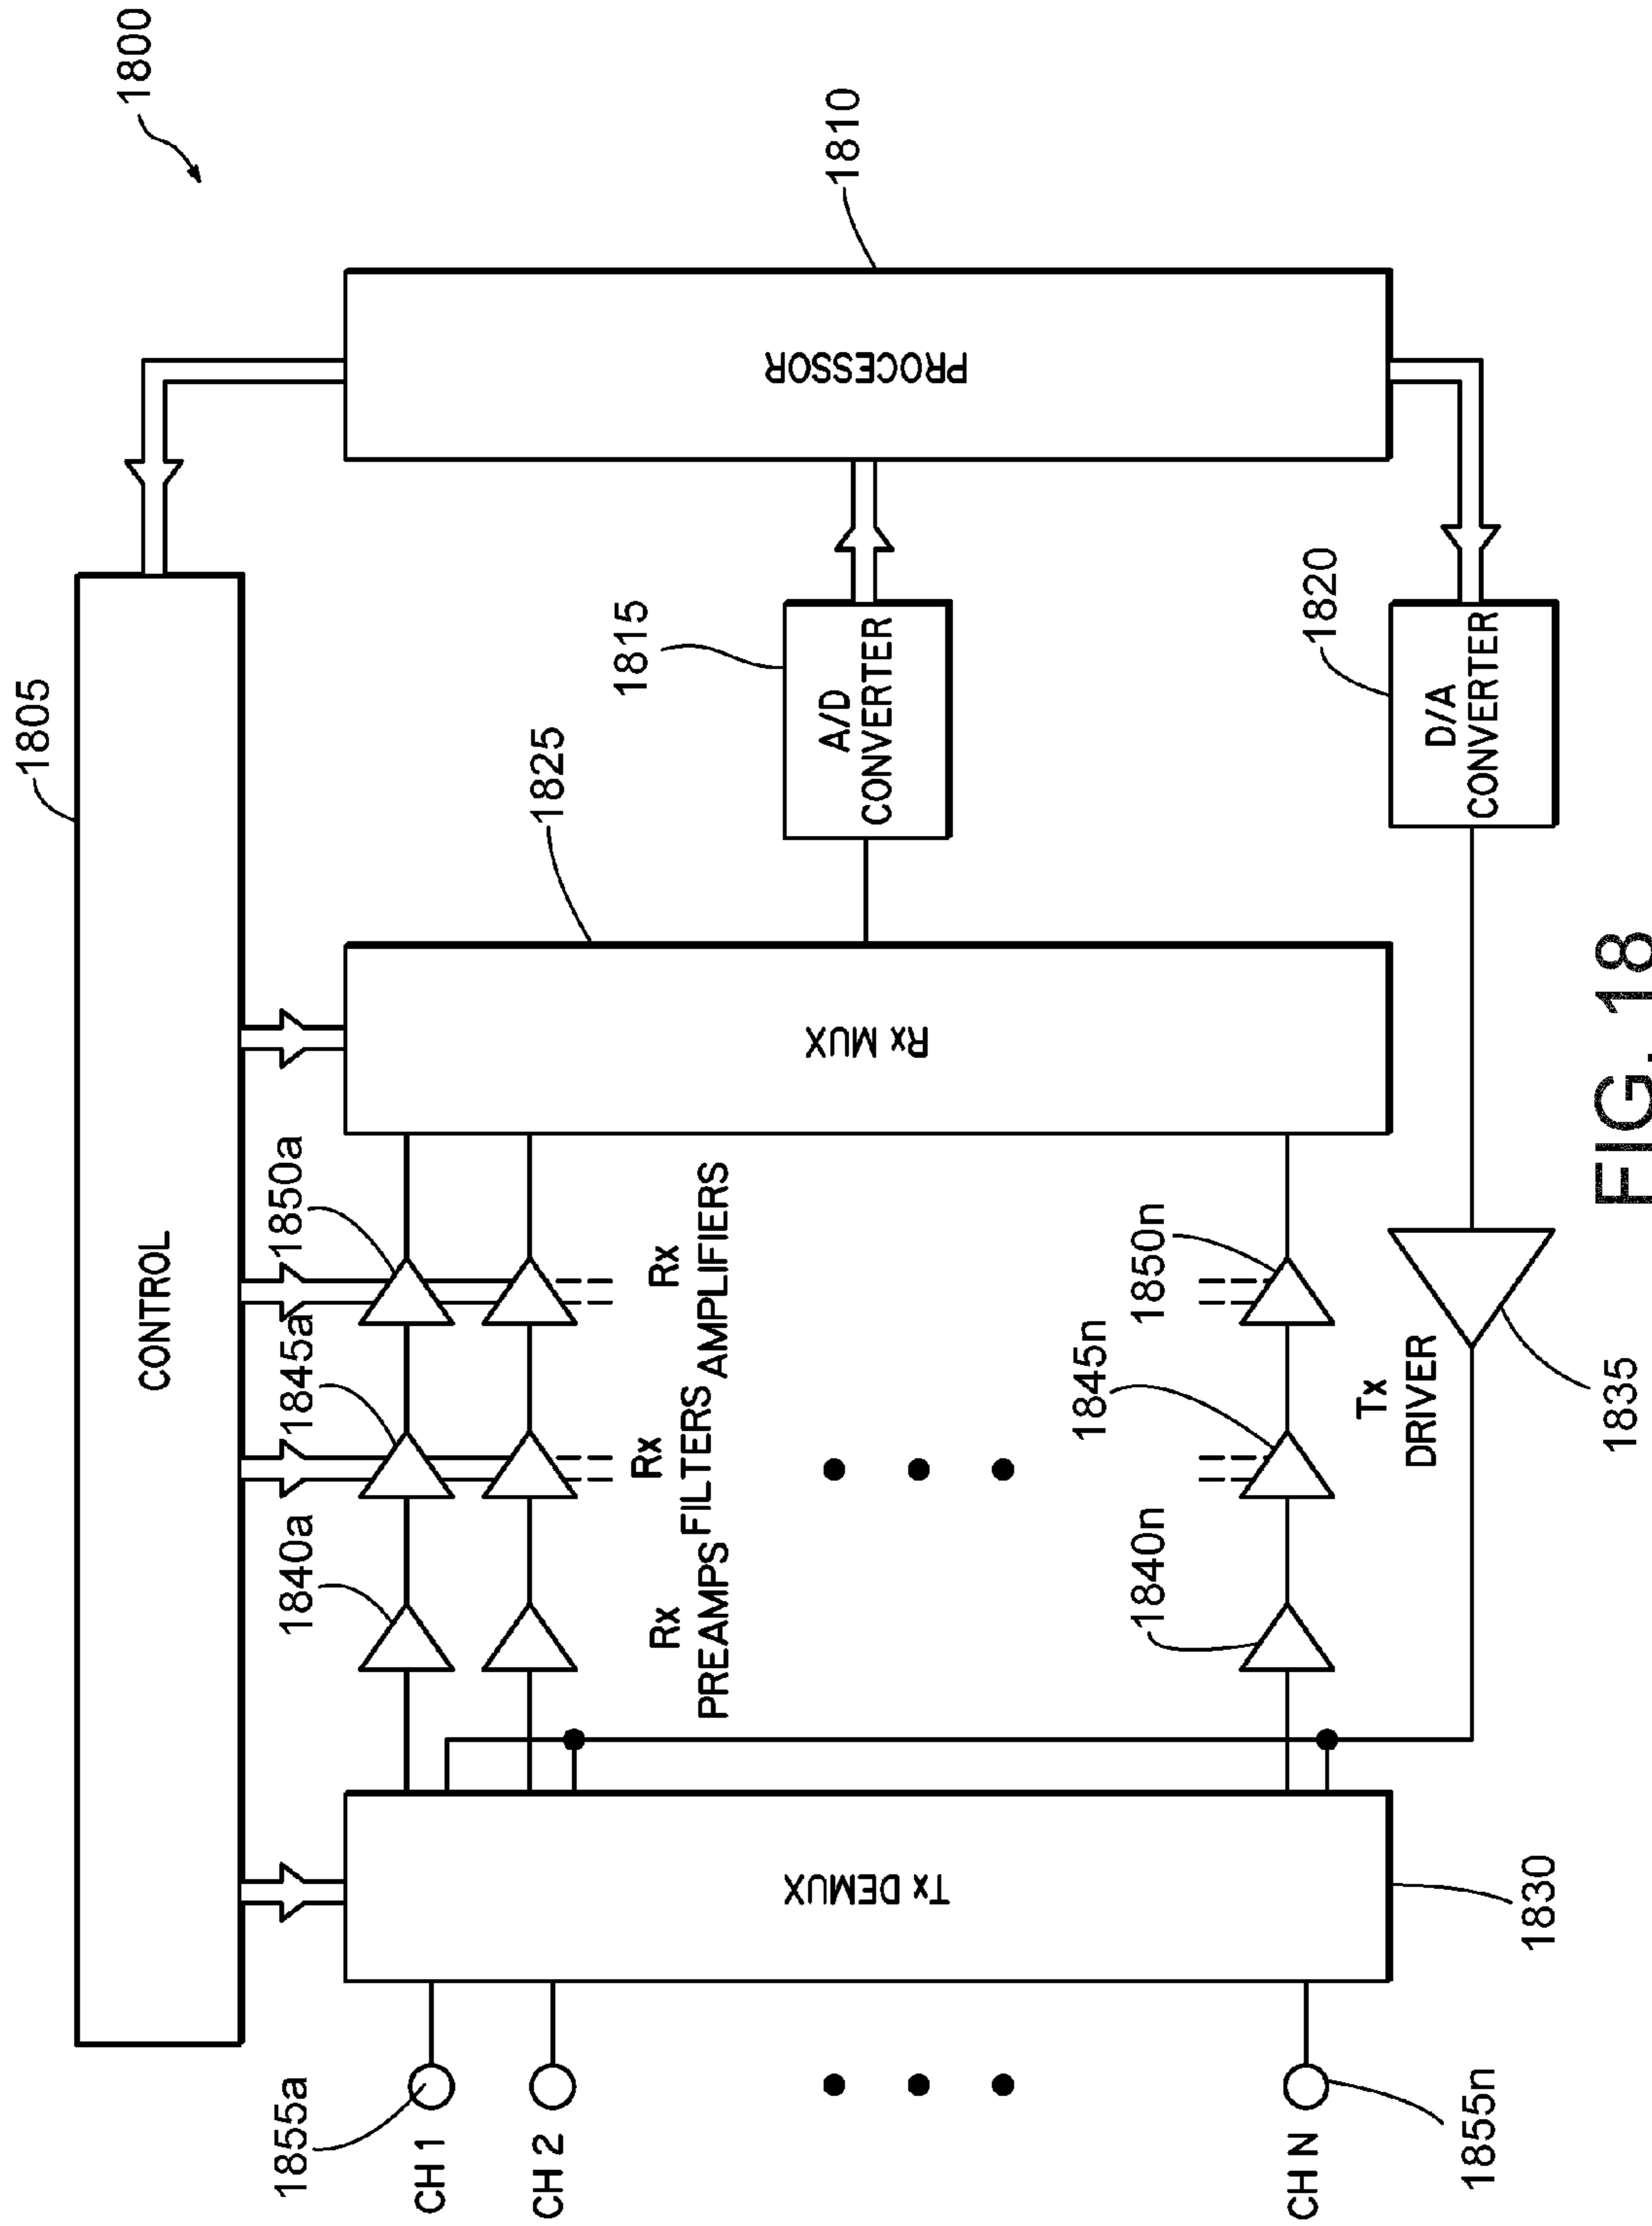 1800
1805
CONTROL
1855a
1840a
1845a
1850a
1825
1815
1810
CH 1
CH 2
CH N
1855n
Tx DEMUX
1830
Rx
PREAMPS
Rx
FILTERS
Rx
AMPLIFIERS
1840n
1845n
1850n
Rx MUX
A/D
CONVERTER
PROCESSOR
1820
D/A
CONVERTER
Tx
DRIVER
1835
FIG. 18